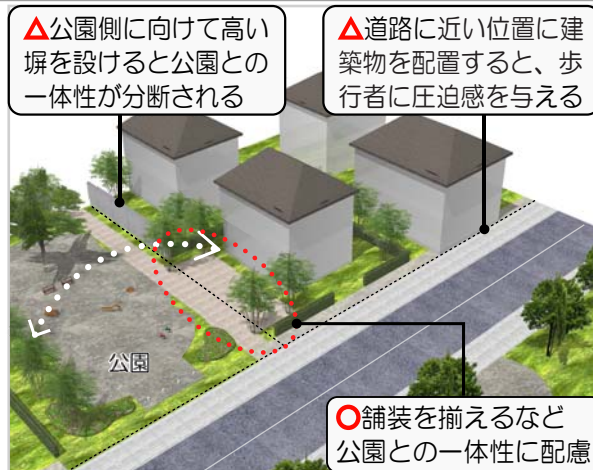 △公園側に向けて高い
塀を設けると公園との
一体性が分断される
△道路に近い位置に建
築物を配置すると、歩
行者に圧迫感を与える
公園
○舗装を揃えるなど
公園との一体性に配慮